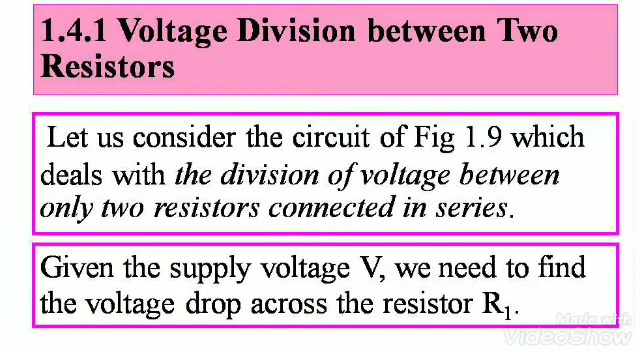 1.4.1 Voltage Division between Two
Resistors
Let us consider the circuit of Fig 1.9 which
deals with the division of voltage between
only two resistors connected in series.
Given the supply voltage V, we need to find
the voltage drop across the resistor R₁.
Made with
VideoShow